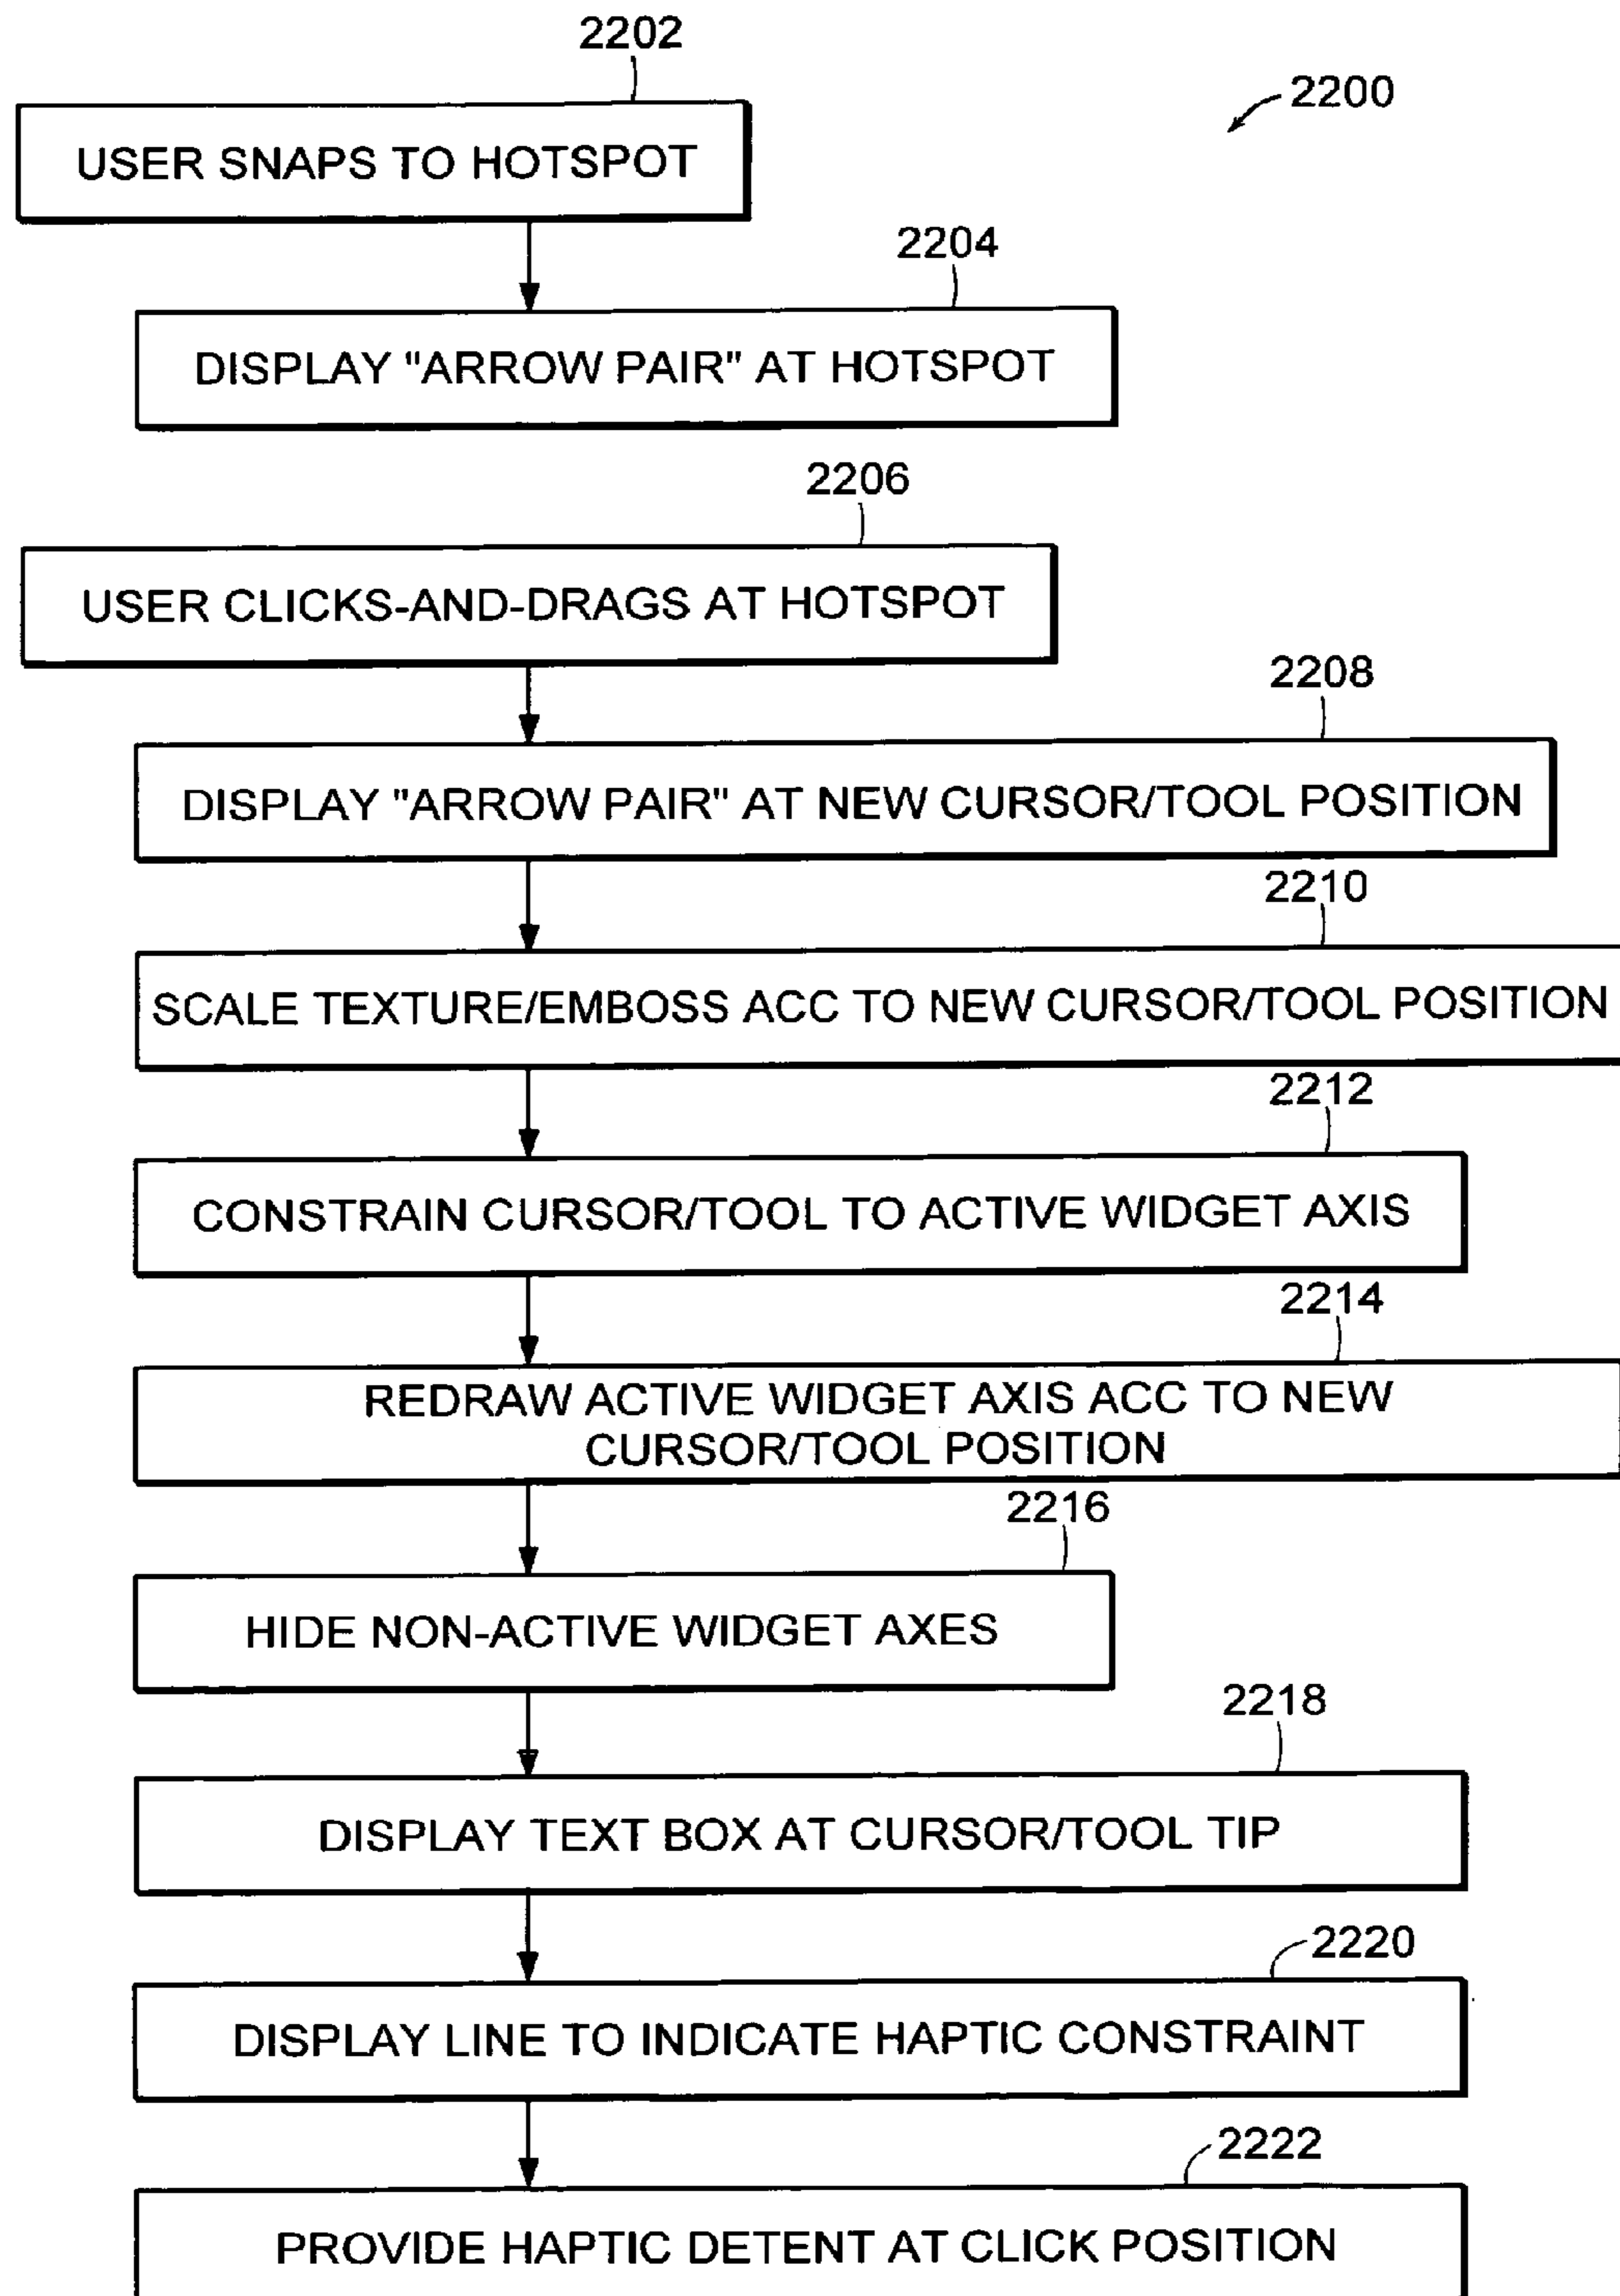 2202
2200
USER SNAPS TO HOTSPOT
2204
DISPLAY "ARROW PAIR" AT HOTSPOT
2206
USER CLICKS-AND-DRAGS AT HOTSPOT
2208
DISPLAY "ARROW PAIR" AT NEW CURSOR/TOOL POSITION
2210
SCALE TEXTURE/EMBOSS ACC TO NEW CURSOR/TOOL POSITION
2212
CONSTRAIN CURSOR/TOOL TO ACTIVE WIDGET AXIS
2214
REDRAW ACTIVE WIDGET AXIS ACC TO NEW
CURSOR/TOOL POSITION
2216
HIDE NON-ACTIVE WIDGET AXES
2218
DISPLAY TEXT BOX AT CURSOR/TOOL TIP
2220
DISPLAY LINE TO INDICATE HAPTIC CONSTRAINT
2222
PROVIDE HAPTIC DETENT AT CLICK POSITION